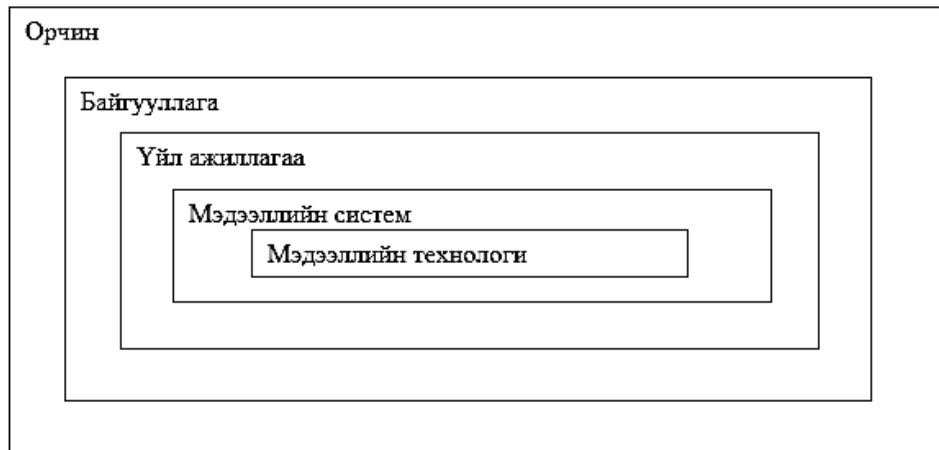 Орчин
Байгууллага
Үйл ажиллагаа
Мэдээллийн систем
Мэдээллийн технологи